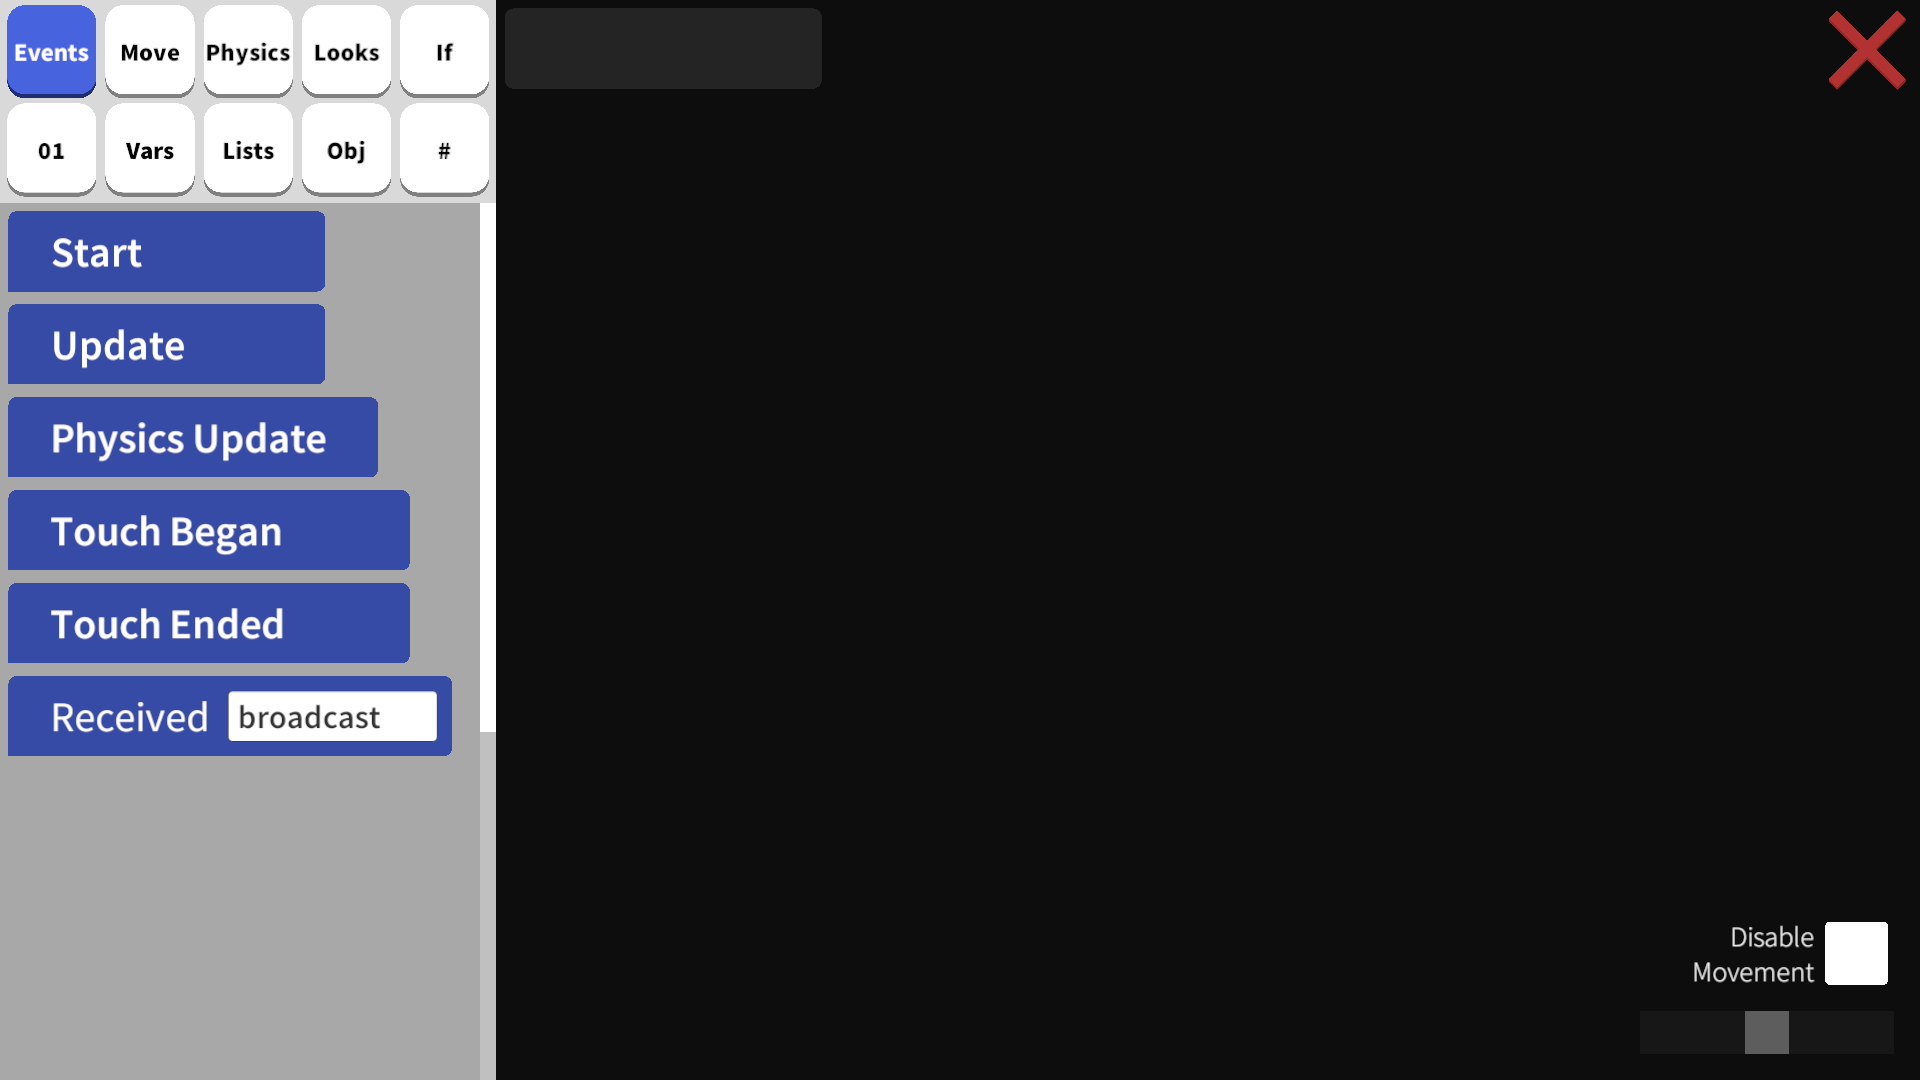 Events Move Physics Looks If
01 Vars Lists Obj #
Start
Update
Physics Update
Touch Began
Touch Ended
Received broadcast
Disable
Movement